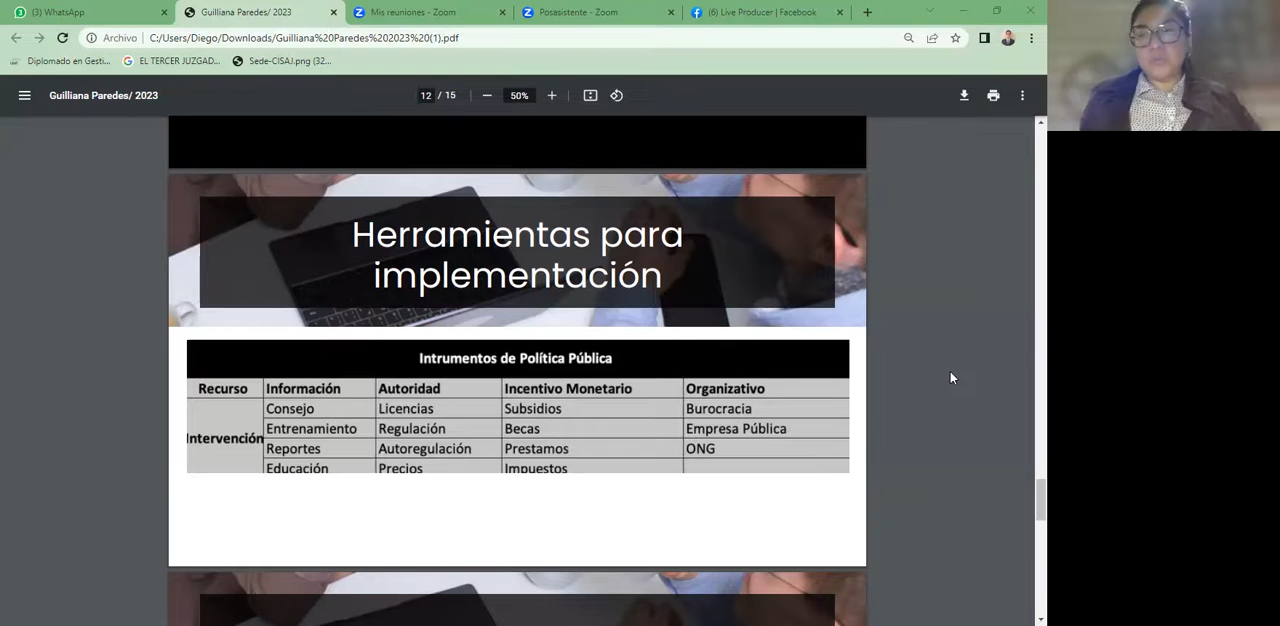 (3) WhatsApp
Guilliana Paredes/ 2023
Mis reuniones - Zoom
Posasistente - Zoom
(6) Live Producer | Facebook
Archivo
C:/Users/Diego/Downloads/Guilliana%20Paredes%202023%20(1).pdf
Diplomado en Gesti...
EL TERCER JUZGAD...
Sede-CISAJ.png (32...
Guilliana Paredes/ 2023
12 / 15
50%
Herramientas para
implementación
Intrumentos de Política Pública
Recurso Información Autoridad Incentivo Monetario Organizativo
Intervención
Consejo Licencias Subsidios Burocracia
Entrenamiento Regulación Becas Empresa Pública
Reportes Autoregulación Prestamos ONG
Educación Precios Impuestos